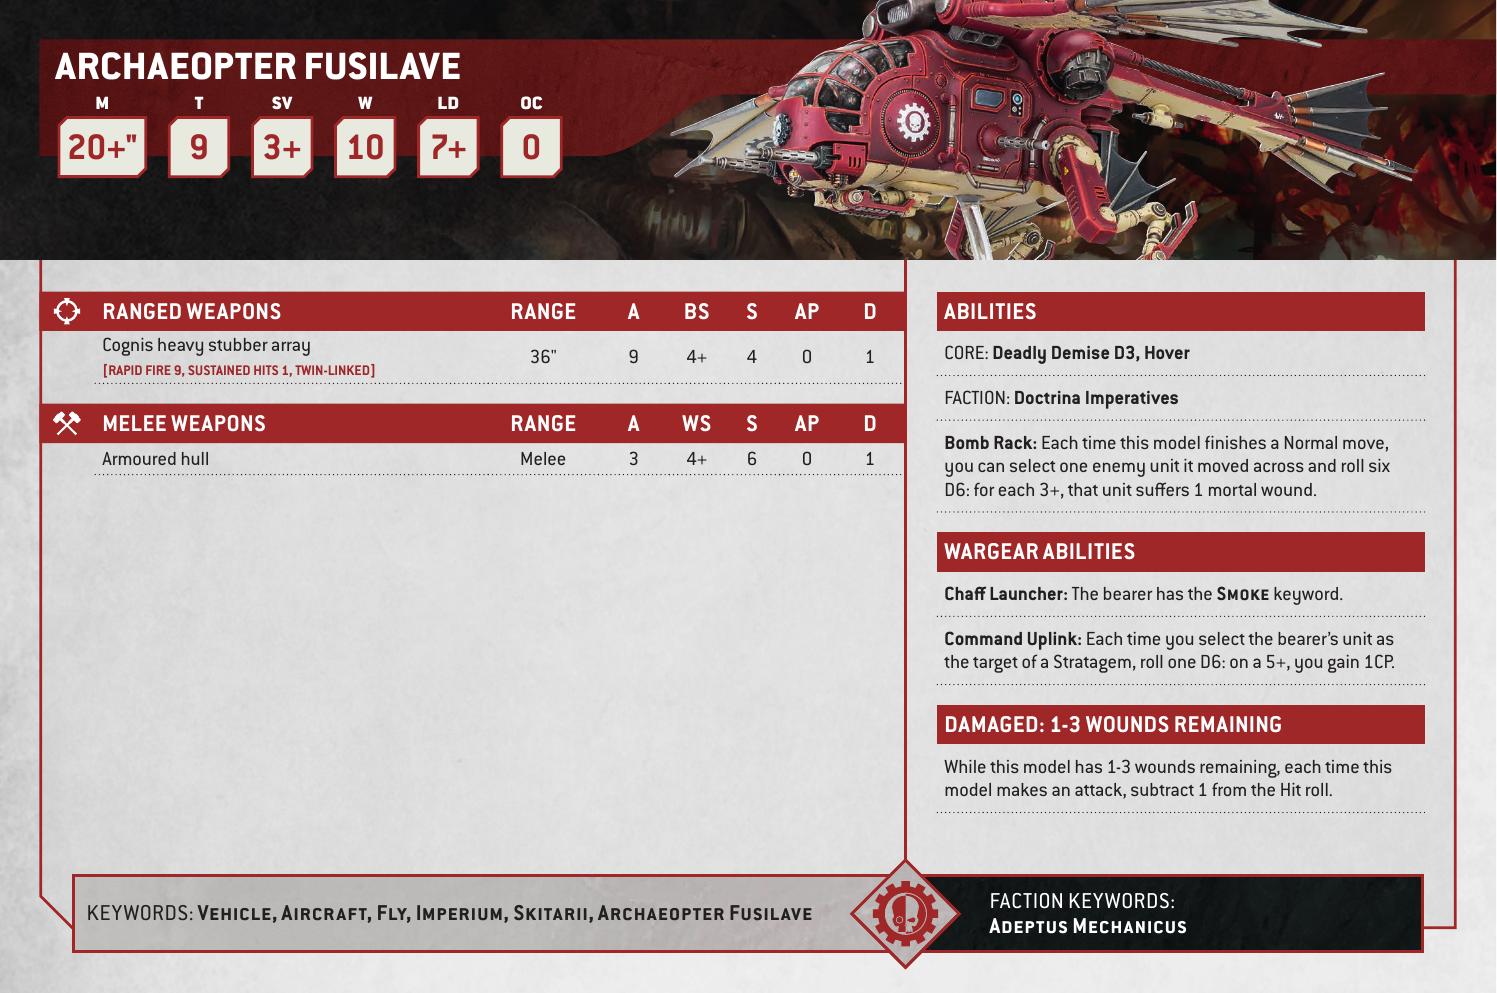 ARCHAEOPTER FUSILAVE
M T SV W LD OC
20+" 9 3+ 10 7+ 0
RANGED WEAPONS RANGE A BS S AP D
Cognis heavy stubber array 36" 9 4+ 4 0 1
[RAPID FIRE 9, SUSTAINED HITS 1, TWIN-LINKED]
MELEE WEAPONS RANGE A WS S AP D
Armoured hull Melee 3 4+ 6 0 1
ABILITIES
CORE: Deadly Demise D3, Hover
FACTION: Doctrina Imperatives
Bomb Rack: Each time this model finishes a Normal move,
you can select one enemy unit it moved across and roll six
D6: for each 3+, that unit suffers 1 mortal wound.
WARGEAR ABILITIES
Chaff Launcher: The bearer has the SMOKE keyword.
Command Uplink: Each time you select the bearer's unit as
the target of a Stratagem, roll one D6: on a 5+, you gain 1CP.
DAMAGED: 1-3 WOUNDS REMAINING
While this model has 1-3 wounds remaining, each time this
model makes an attack, subtract 1 from the Hit roll.
KEYWORDS: VEHICLE, AIRCRAFT, FLY, IMPERIUM, SKITARII, ARCHAEOPTER FUSILAVE
FACTION KEYWORDS:
ADEPTUS MECHANICUS